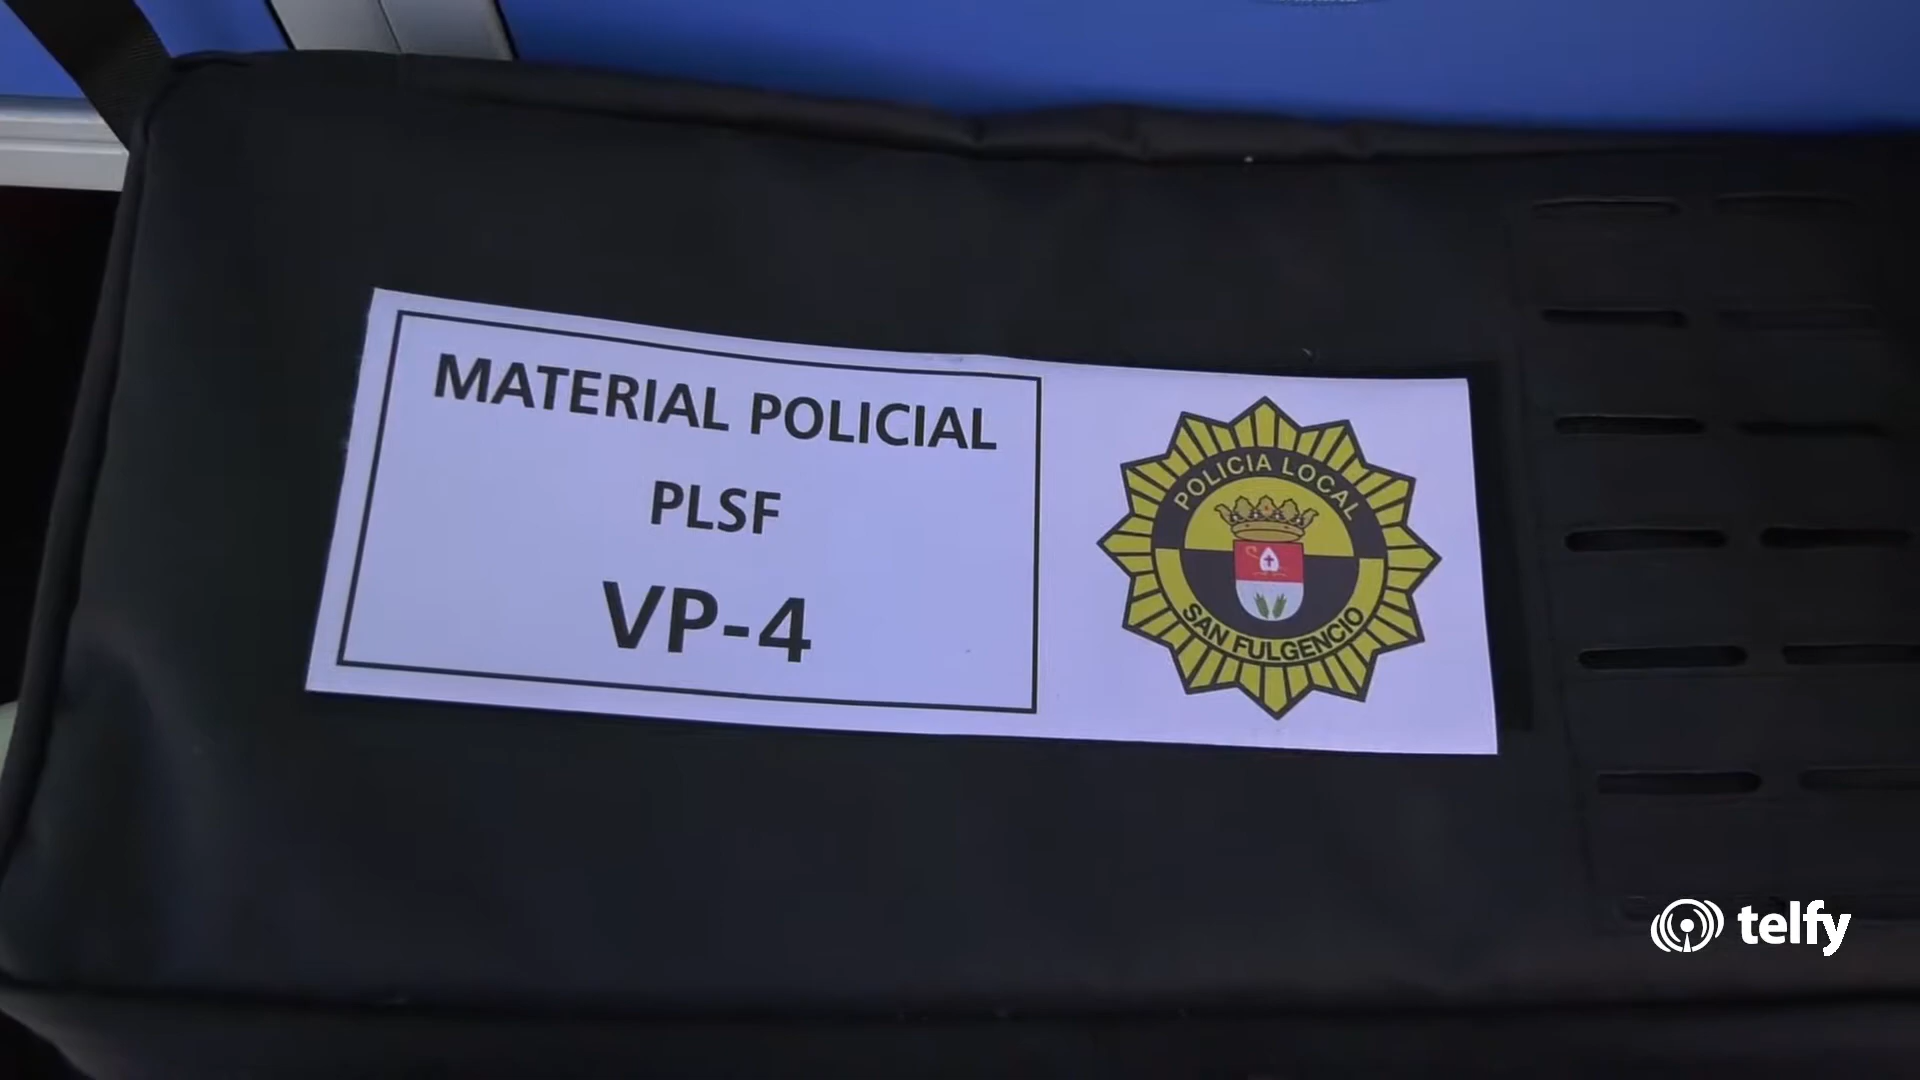 MATERIAL POLICIAL
PLSF
VP-4
POLICIA LOCAL
SAN FULGENCIO
telfy